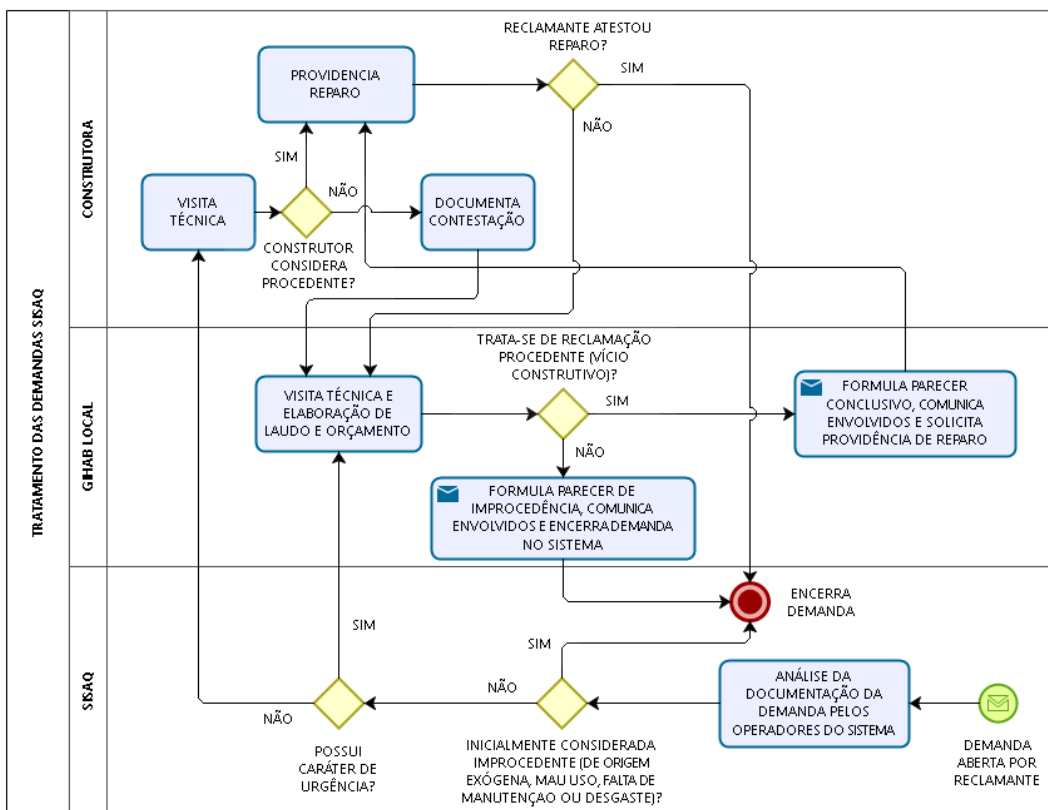 TRATAMENTO DAS DEMANDAS SISAQ
CONSTRUTORA
RECLAMANTE ATESTOU
REPARO?
SIM
NÃO
PROVIDENCIA
REPARO
SIM
NÃO
VISITA
TÉCNICA
DOCUMENTA
CONTESTAÇÃO
CONSTRUTOR
CONSIDERA
PROCEDENTE?
GIHAB LOCAL
TRATA-SE DE RECLAMAÇÃO
PROCEDENTE (VÍCIO
CONSTRUTIVO)?
SIM
NÃO
VISITA TÉCNICA E
ELABORAÇÃO DE
LAUDO E ORÇAMENTO
FORMULA PARECER
CONCLUSIVO, COMUNICA
ENVOLVIDOS E SOLICITA
PROVIDÊNCIA DE REPARO
FORMULA PARECER DE
IMPROCEDÊNCIA, COMUNICA
ENVOLVIDOS E ENCERRA DEMANDA
NO SISTEMA
SISAQ
ENCERRA
DEMANDA
SIM
SIM
NÃO
NÃO
ANÁLISE DA
DOCUMENTAÇÃO DA
DEMANDA PELOS
OPERADORES DO SISTEMA
POSSUI
CARÁTER DE
URGÊNCIA?
INICIALMENTE CONSIDERADA
IMPROCEDENTE (DE ORIGEM
EXÓGENA, MAU USO, FALTA DE
MANUTENÇAO OU DESGASTE)?
DEMANDA
ABERTA POR
RECLAMANTE